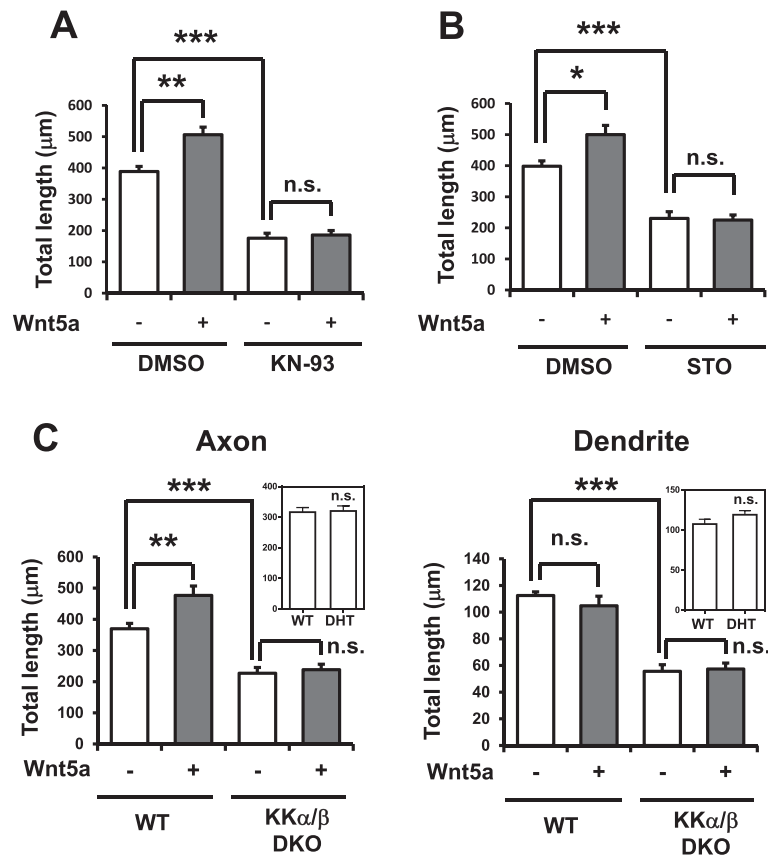 A
***
**
n.s.
Total length (μm)
600
500
400
300
200
100
0
Wnt5a - + - +
DMSO KN-93
B
***
*
n.s.
Total length (μm)
600
500
400
300
200
100
0
Wnt5a - + - +
DMSO STO
C
Axon
***
**
n.s.
Total length (μm)
600
500
400
300
200
100
0
400
300
200
100
0
n.s.
WT DHT
Wnt5a - + - +
WT KKα/β
DKO
Dendrite
***
n.s.
n.s.
Total length (μm)
140
120
100
80
60
40
20
0
150
100
50
0
n.s.
WT DHT
Wnt5a - + - +
WT KKα/β
DKO